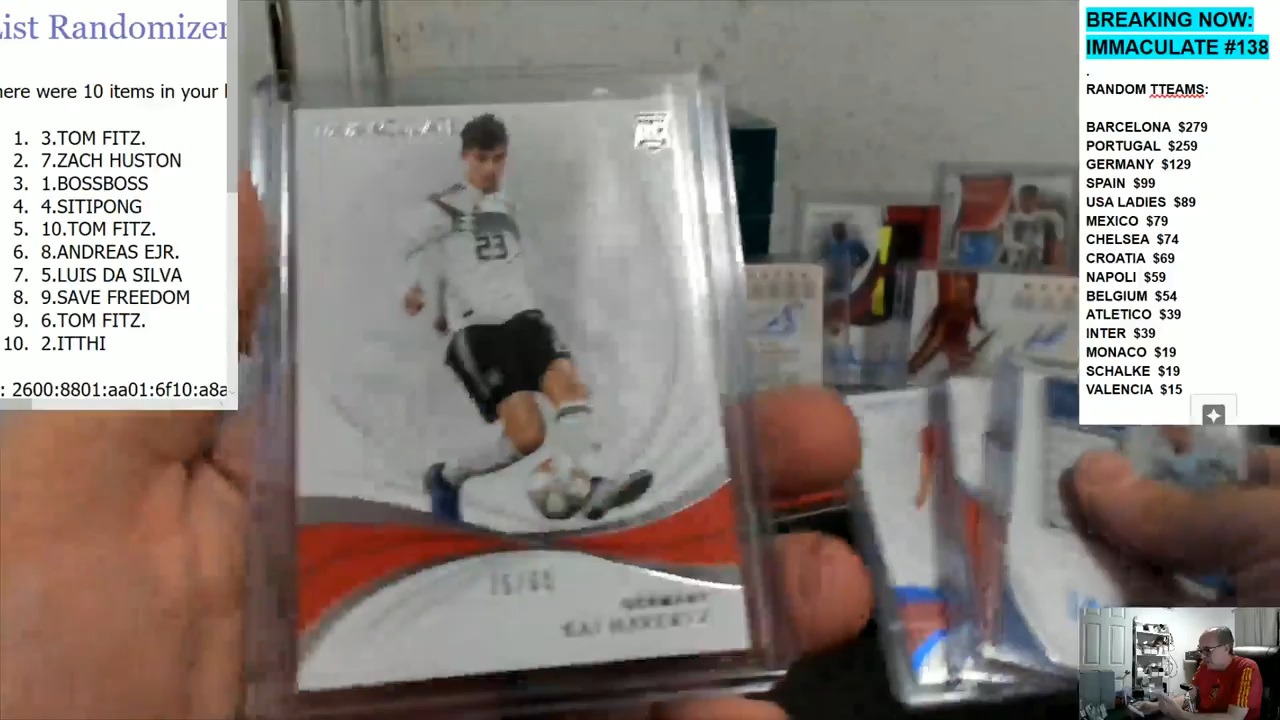 List Randomizer
here were 10 items in your l
1. 3.TOM FITZ.
2. 7.ZACH HUSTON
3. 1.BOSSBOSS
4. 4.SITIPONG
5. 10.TOM FITZ.
6. 8.ANDREAS EJR.
7. 5.LUIS DA SILVA
8. 9.SAVE FREEDOM
9. 6.TOM FITZ.
10. 2.ITTHI
: 2600:8801:aa01:6f10:a8a
23
GERMANY
KAI HAVERTZ
BREAKING NOW:
IMMACULATE #138
.
RANDOM TTEAMS:
BARCELONA $279
PORTUGAL $259
GERMANY $129
SPAIN $99
USA LADIES $89
MEXICO $79
CHELSEA $74
CROATIA $69
NAPOLI $59
BELGIUM $54
ATLETICO $39
INTER $39
MONACO $19
SCHALKE $19
VALENCIA $15